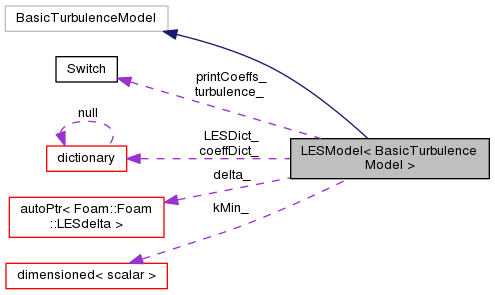 BasicTurbulenceModel
Switch
printCoeffs_
turbulence_
null
LESDict_
coeffDict_
dictionary
LESModel< BasicTurbulence
Model >
delta_
autoPtr< Foam::Foam
::LESdelta >
kMin_
dimensioned< scalar >